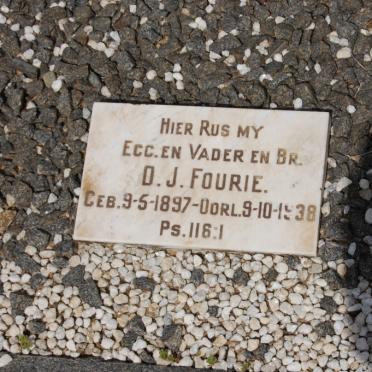 HIER RUS MY
ECC. EN VADER EN BR.
D. J. FOURIE.
GEB. 9-5-1897-OORL. 9-10-1938
PS. 116:1